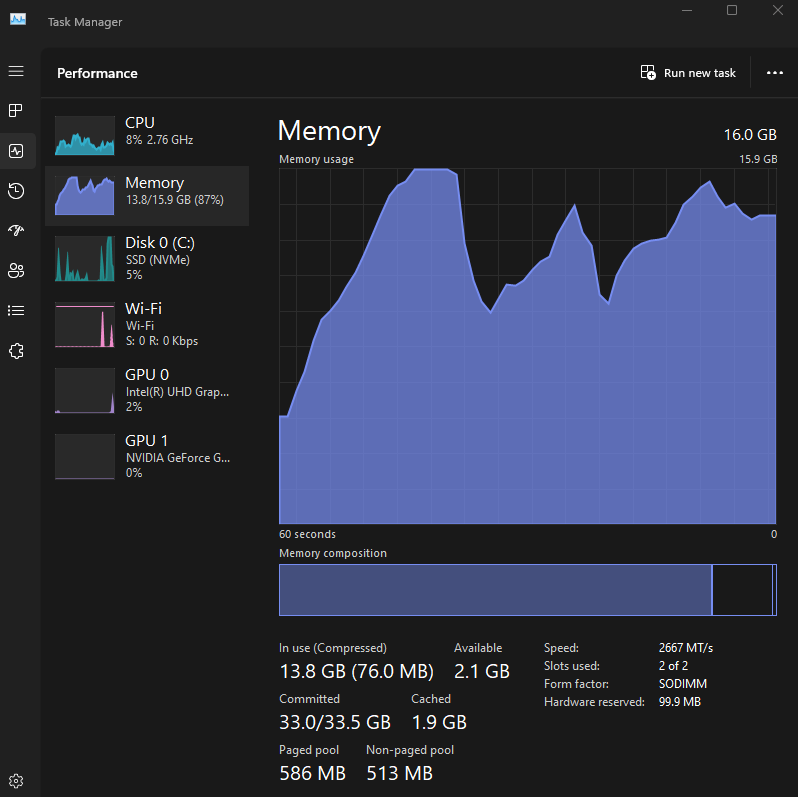 Task Manager
Performance
Run new task
CPU
8% 2.76 GHz
Memory
13.8/15.9 GB (87%)
Disk 0 (C:)
SSD (NVMe)
5%
Wi-Fi
Wi-Fi
S: 0 R: 0 Kbps
GPU 0
Intel(R) UHD Grap...
2%
GPU 1
NVIDIA GeForce G...
0%
Memory
16.0 GB
Memory usage
15.9 GB
60 seconds
0
Memory composition
In use (Compressed)
13.8 GB (76.0 MB)
Available
2.1 GB
Committed
33.0/33.5 GB
Cached
1.9 GB
Paged pool
586 MB
Non-paged pool
513 MB
Speed: 2667 MT/s
Slots used: 2 of 2
Form factor: SODIMM
Hardware reserved: 99.9 MB